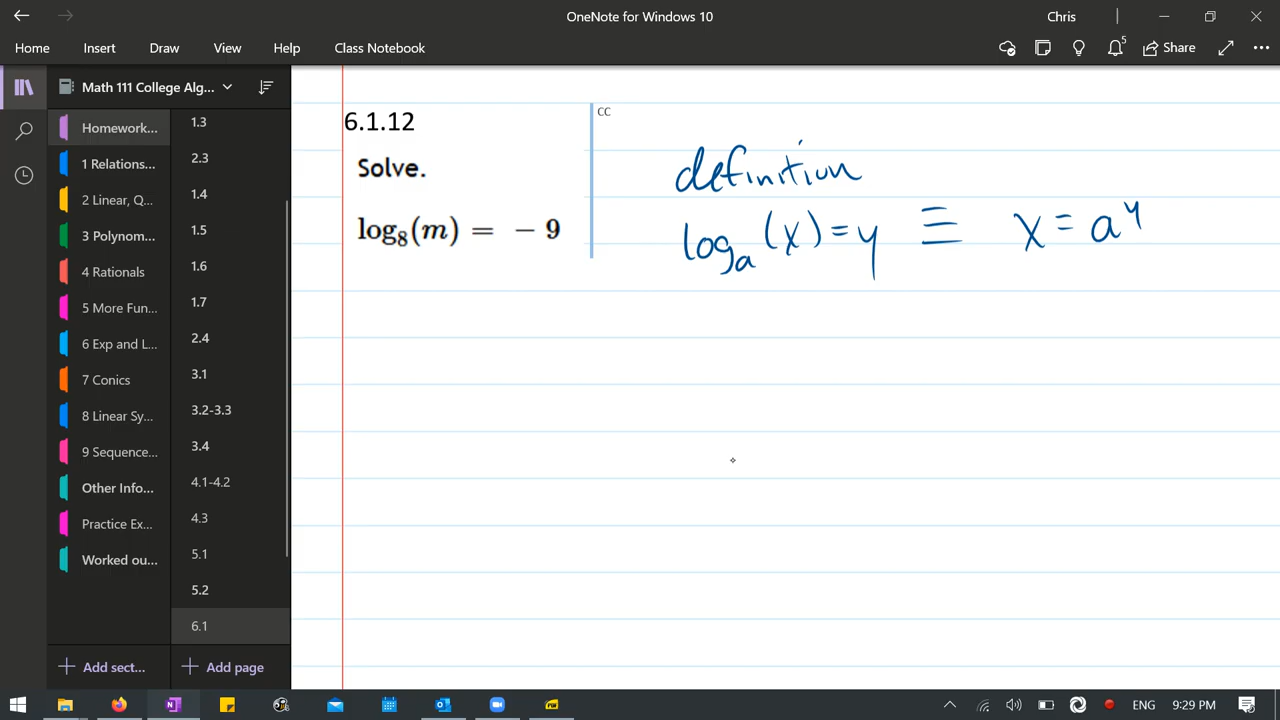 OneNote for Windows 10
Chris
Home Insert Draw View Help Class Notebook
5
Share
Math 111 College Alg...
Homework...
1 Relations...
2 Linear, Q...
3 Polynom...
4 Rationals
5 More Fun...
6 Exp and L...
7 Conics
8 Linear Sy...
9 Sequence...
Other Info...
Practice Ex...
Worked ou...
Add sect...
1.3
2.3
1.4
1.5
1.6
1.7
2.4
3.1
3.2-3.3
3.4
4.1-4.2
4.3
5.1
5.2
6.1
Add page
6.1.12
Solve.
log₈(m) = − 9
CC
definition
logₐ(x)=y ≡ x = a^y
ENG 9:29 PM